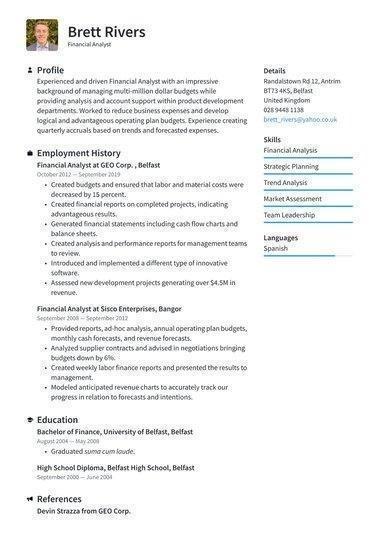 Brett Rivers
Financial Analyst
Profile
Experienced and driven Financial Analyst with an impressive
background of managing multi-million dollar budgets while
providing analysis and account support within product development
departments. Worked to reduce business expenses and develop
logical and advantageous operating plan budgets. Experience creating
quarterly accruals based on trends and forecasted expenses.
Employment History
Financial Analyst at GEO Corp. , Belfast
October 2012 — September 2019
• Created budgets and ensured that labor and material costs were
decreased by 15 percent.
• Created financial reports on completed projects, indicating
advantageous results.
• Generated financial statements including cash flow charts and
balance sheets.
• Created analysis and performance reports for management teams
to review.
• Introduced and implemented a different type of innovative
software.
• Assessed new development projects generating over $4.5M in
revenue.
Financial Analyst at Sisco Enterprises, Bangor
September 2008 — September 2012
• Provided reports, ad-hoc analysis, annual operating plan budgets,
monthly cash forecasts, and revenue forecasts.
• Analyzed supplier contracts and advised in negotiations bringing
budgets down by 6%.
• Created weekly labor finance reports and presented the results to
management.
• Modeled anticipated revenue charts to accurately track our
progress in relation to forecasts and intentions.
Education
Bachelor of Finance, University of Belfast, Belfast
August 2004 — May 2008
• Graduated suma cum laude.
High School Diploma, Belfast High School, Belfast
September 2000 — June 2004
References
Devin Strazza from GEO Corp.
Details
Randalstown Rd 12, Antrim
BT73 4KS, Belfast
United Kingdom
028 9448 1138
brett_rivers@yahoo.co.uk
Skills
Financial Analysis
Strategic Planning
Trend Analysis
Market Assessment
Team Leadership
Languages
Spanish